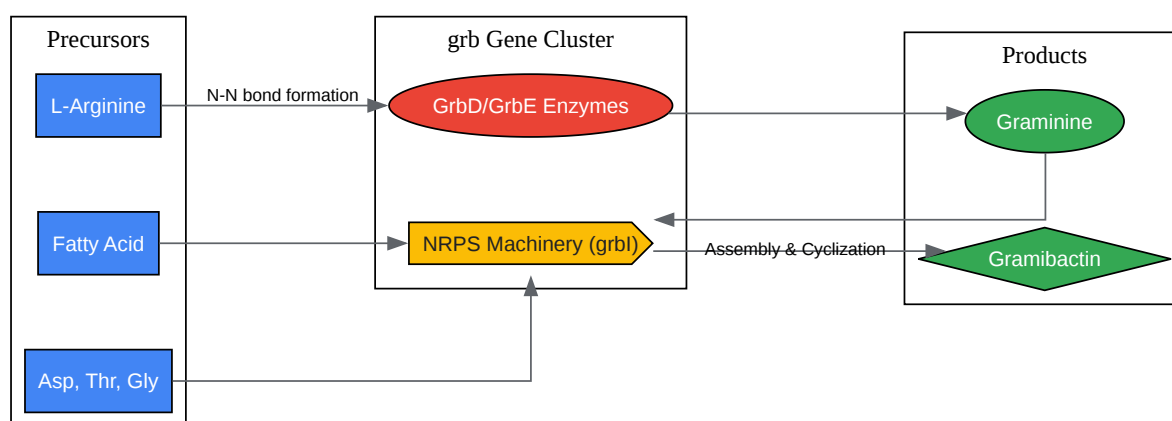 Precursors
grb Gene Cluster
Products
L-Arginine
N-N bond formation
GrbD/GrbE Enzymes
Graminine
Fatty Acid
NRPS Machinery (grbI)
Assembly & Cyclization
Gramibactin
Asp, Thr, Gly